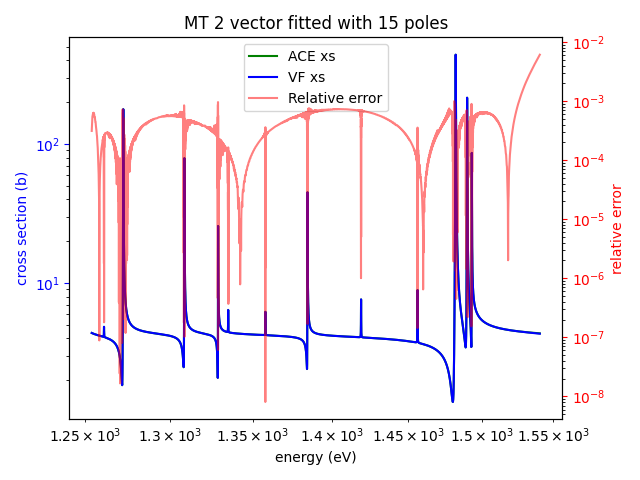 MT 2 vector fitted with 15 poles
ACE xs
VF xs
Relative error
cross section (b)
10²
10¹
relative error
10⁻²
10⁻³
10⁻⁴
10⁻⁵
10⁻⁶
10⁻⁷
10⁻⁸
1.25 × 10³ 1.3 × 10³ 1.35 × 10³ 1.4 × 10³ 1.45 × 10³ 1.5 × 10³ 1.55 × 10³
energy (eV)